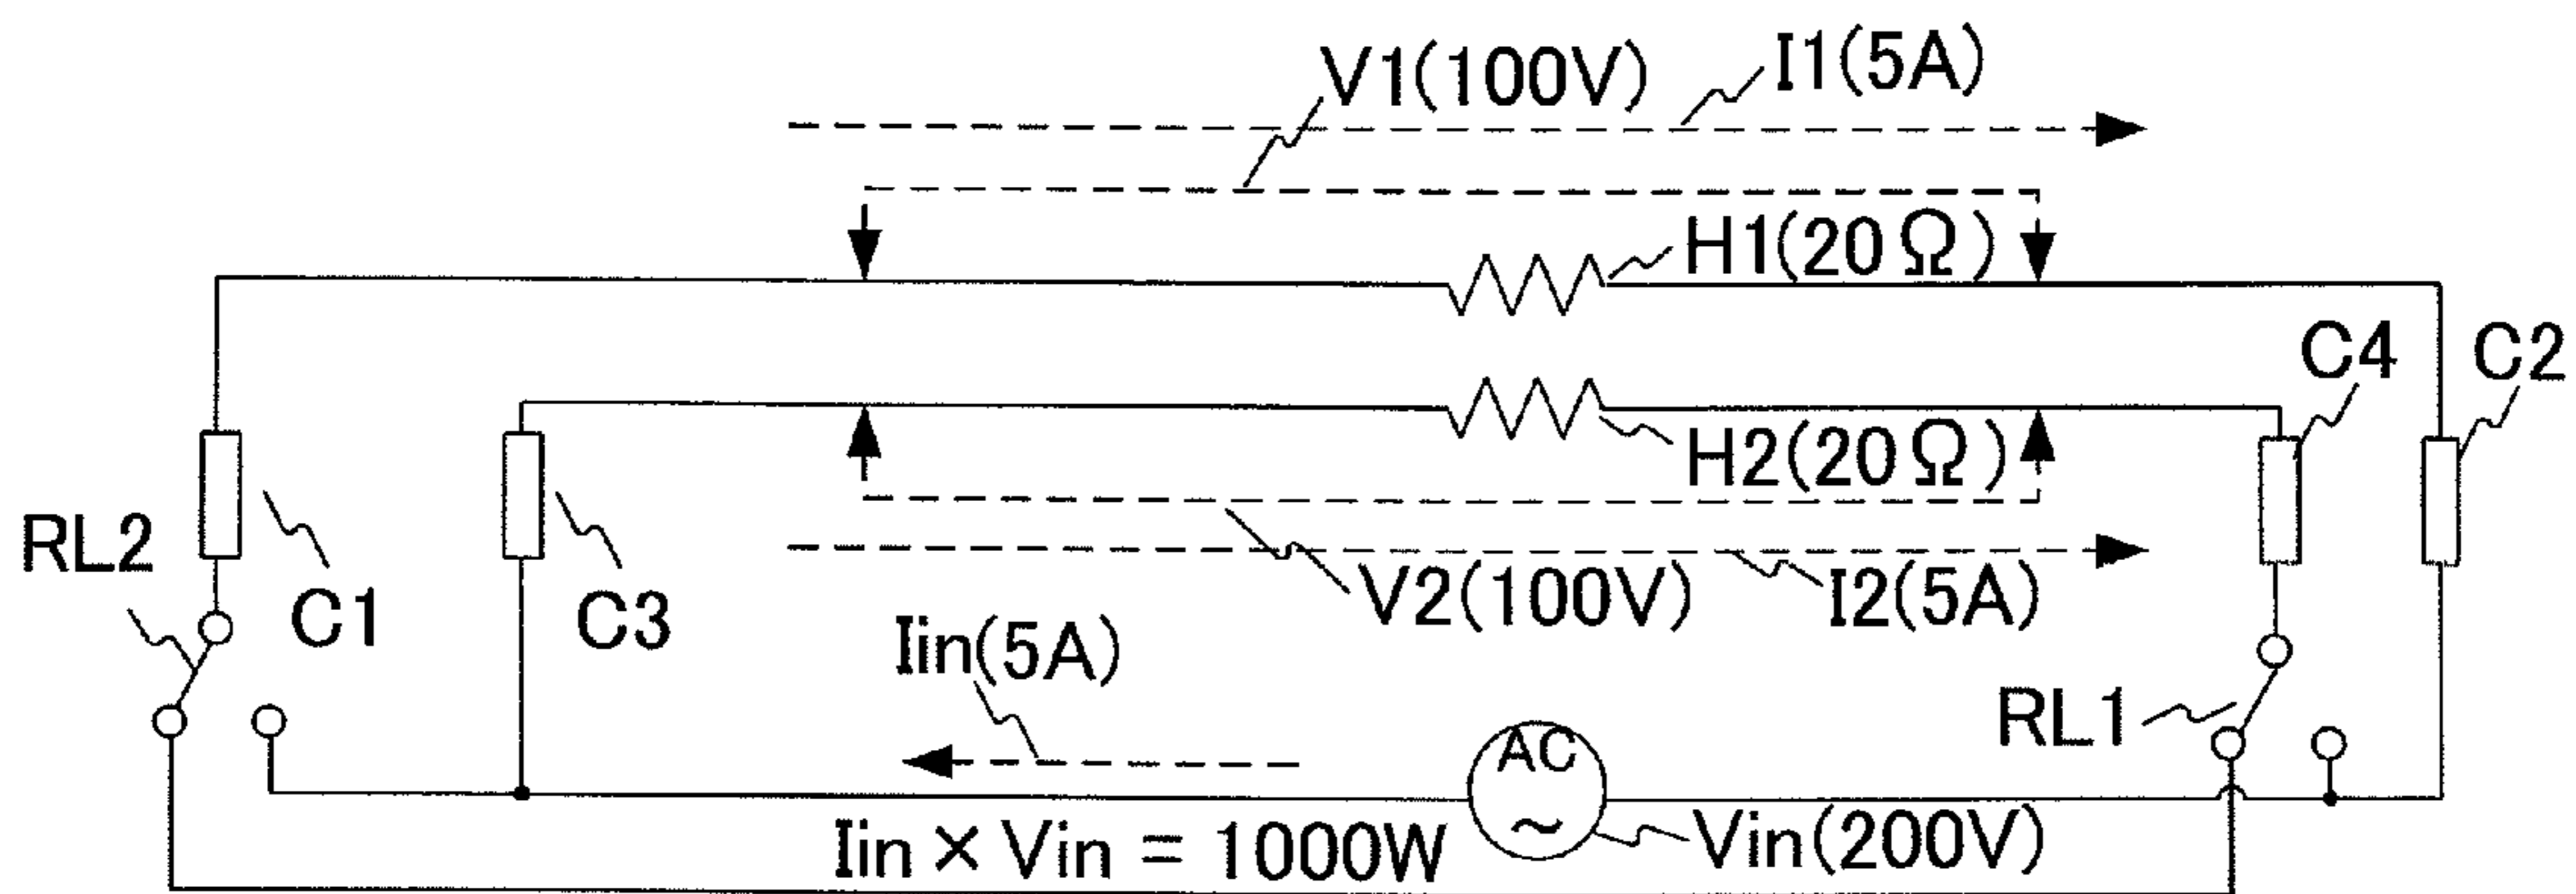 V1(100V)
I1(5A)
H1(20Ω)
C4
C2
H2(20Ω)
RL2
C1
C3
V2(100V)
I2(5A)
Iin(5A)
RL1
AC
~
Iin × Vin = 1000W
Vin(200V)